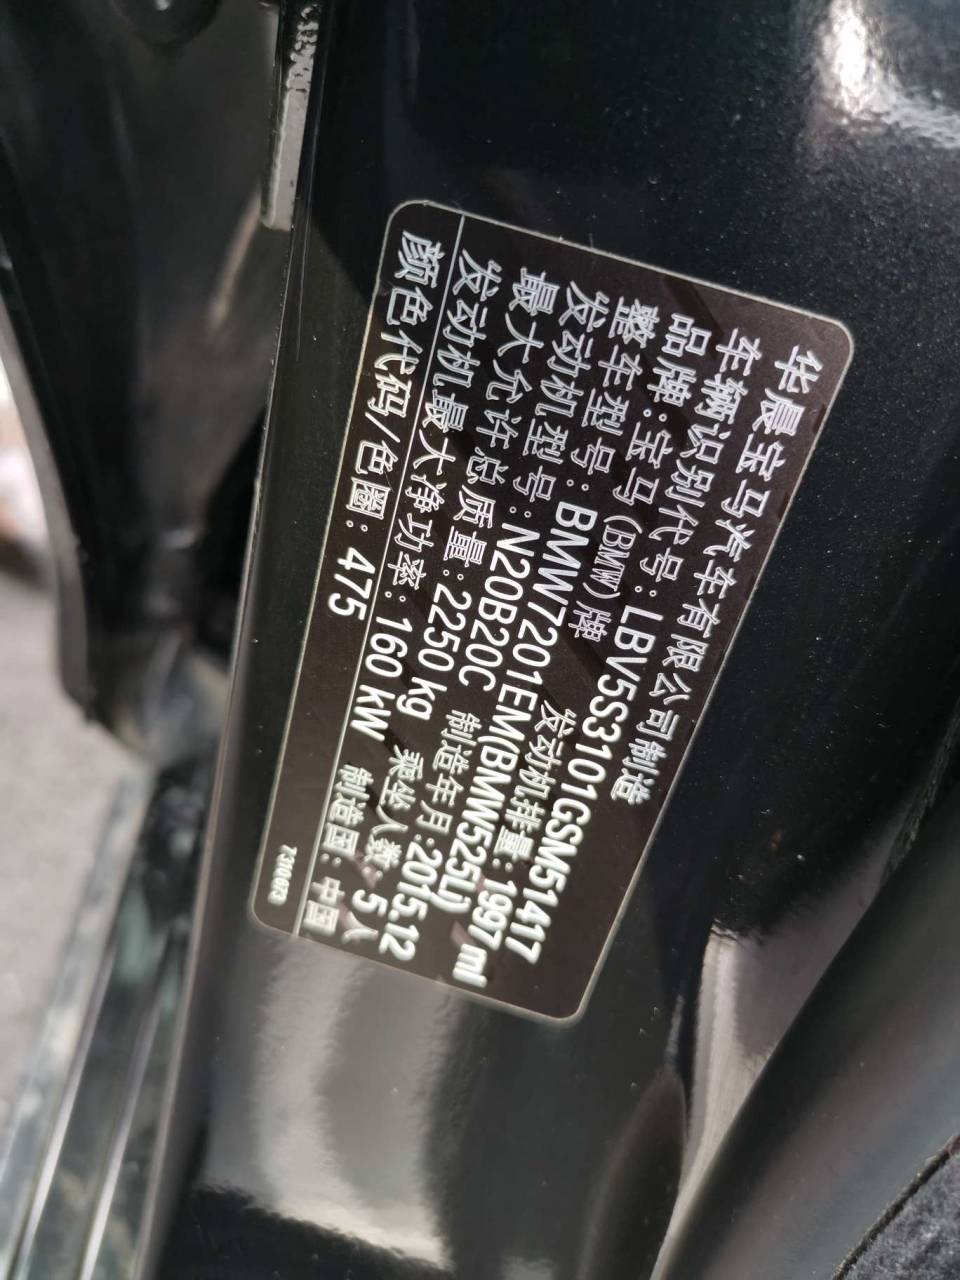 华晨宝马汽车有限公司制造
车辆识别代号：LBV5S3101GSM51417
品牌：宝马（BMW）牌
整车型号：BMW7201EM(BMW525Li)
发动机型号：N20B20C 发动机排量：1997 ml
最大允许总质量：2250 kg 制造年月：2015.12
发动机最大净功率：160 kW 乘坐人数：5 人
颜色代码/色圈：475 制造国：中国
7310673